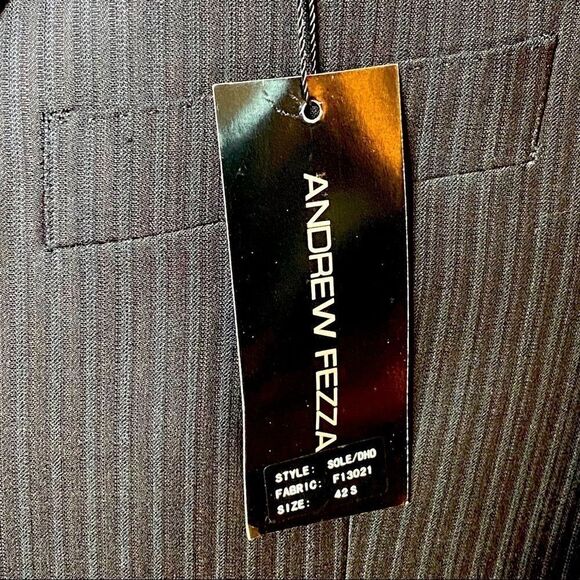 ANDREW FEZZA
STYLE: SOLE/DHD
FABRIC: F13021
SIZE: 42S